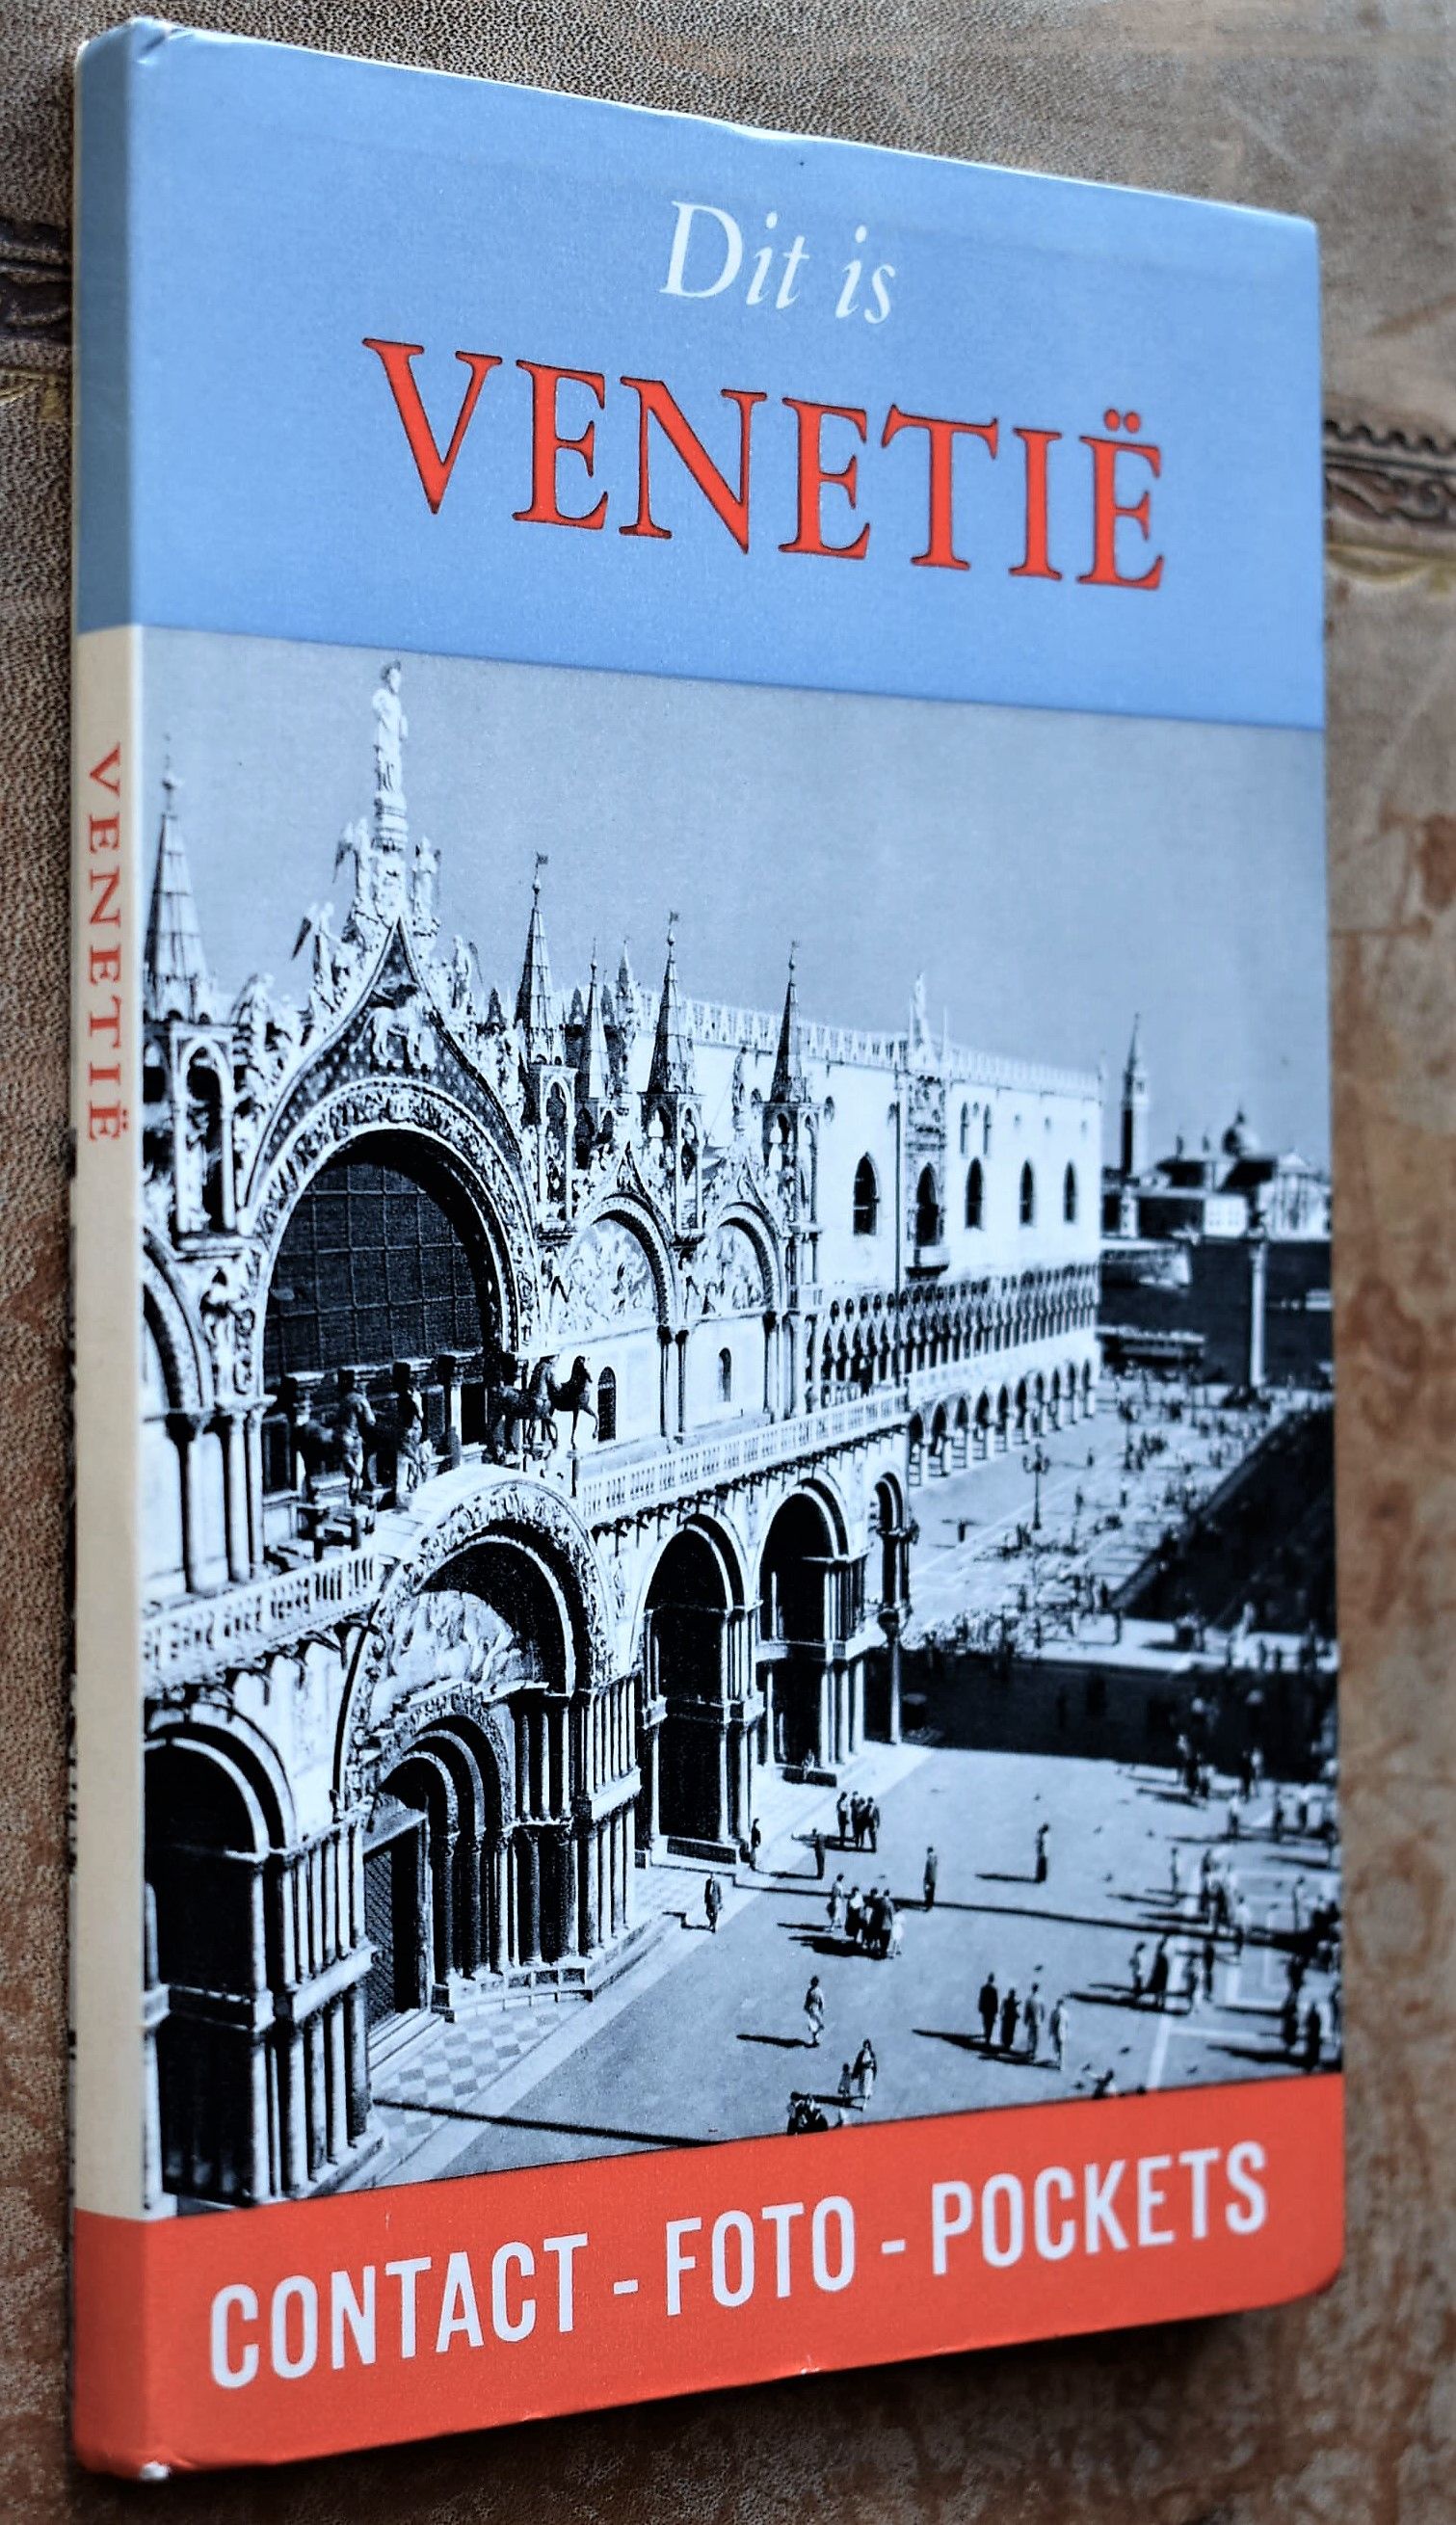 Dit is
VENETIË
VENETIË
CONTACT - FOTO - POCKETS